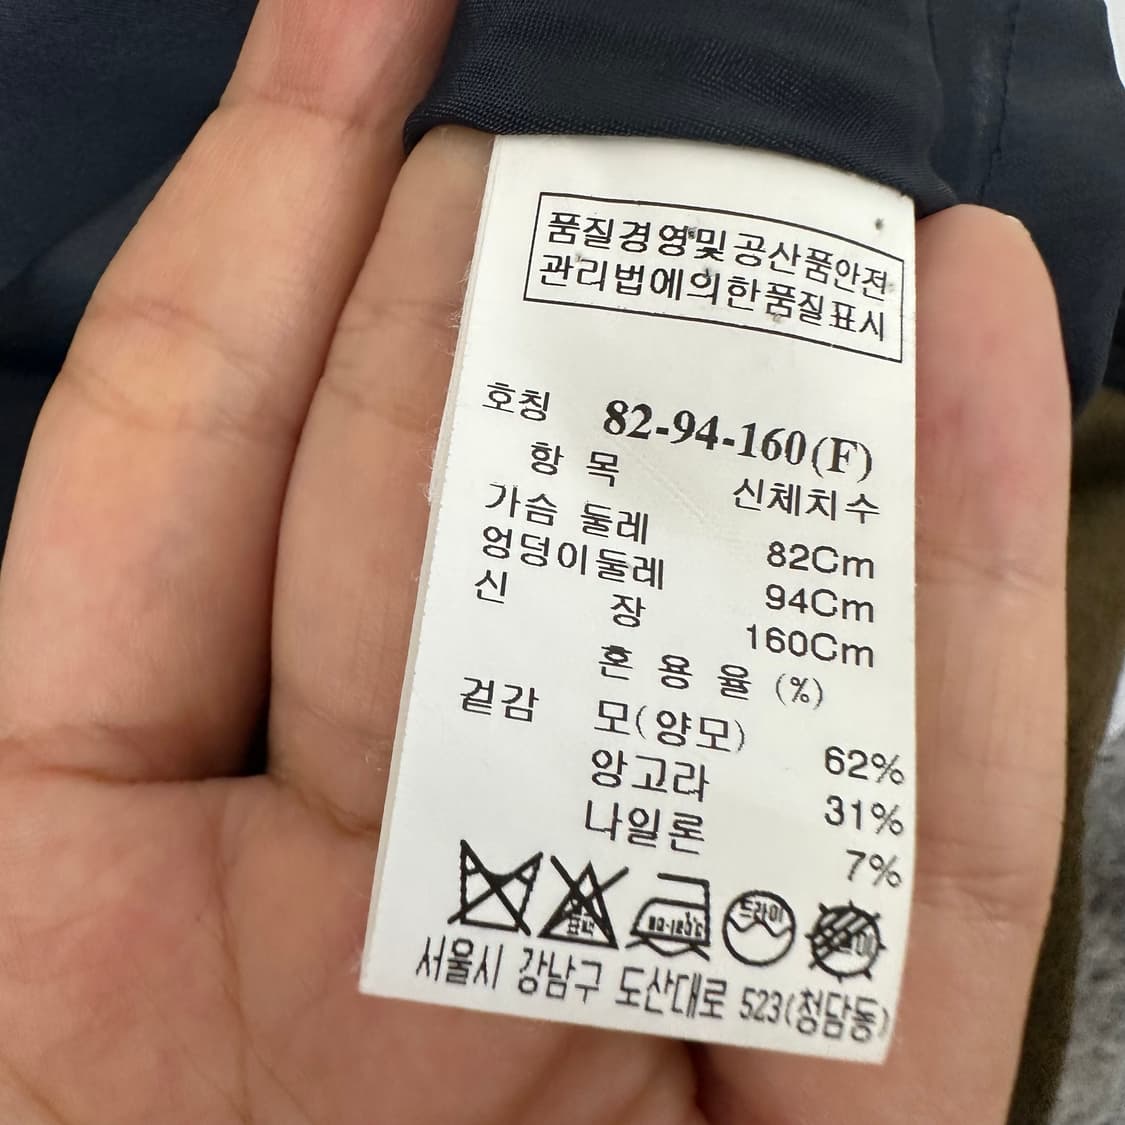 품질경영및공산품안전
관리법에의한품질표시
호칭 82-94-160(F)
항 목 신체치수
가슴 둘레 82Cm
엉덩이둘레 94Cm
신 장 160Cm
혼 용 율 (%)
겉감 모(양모) 62%
앙고라 31%
나일론 7%
표백 드라이
서울시 강남구 도산대로 523(청담동)